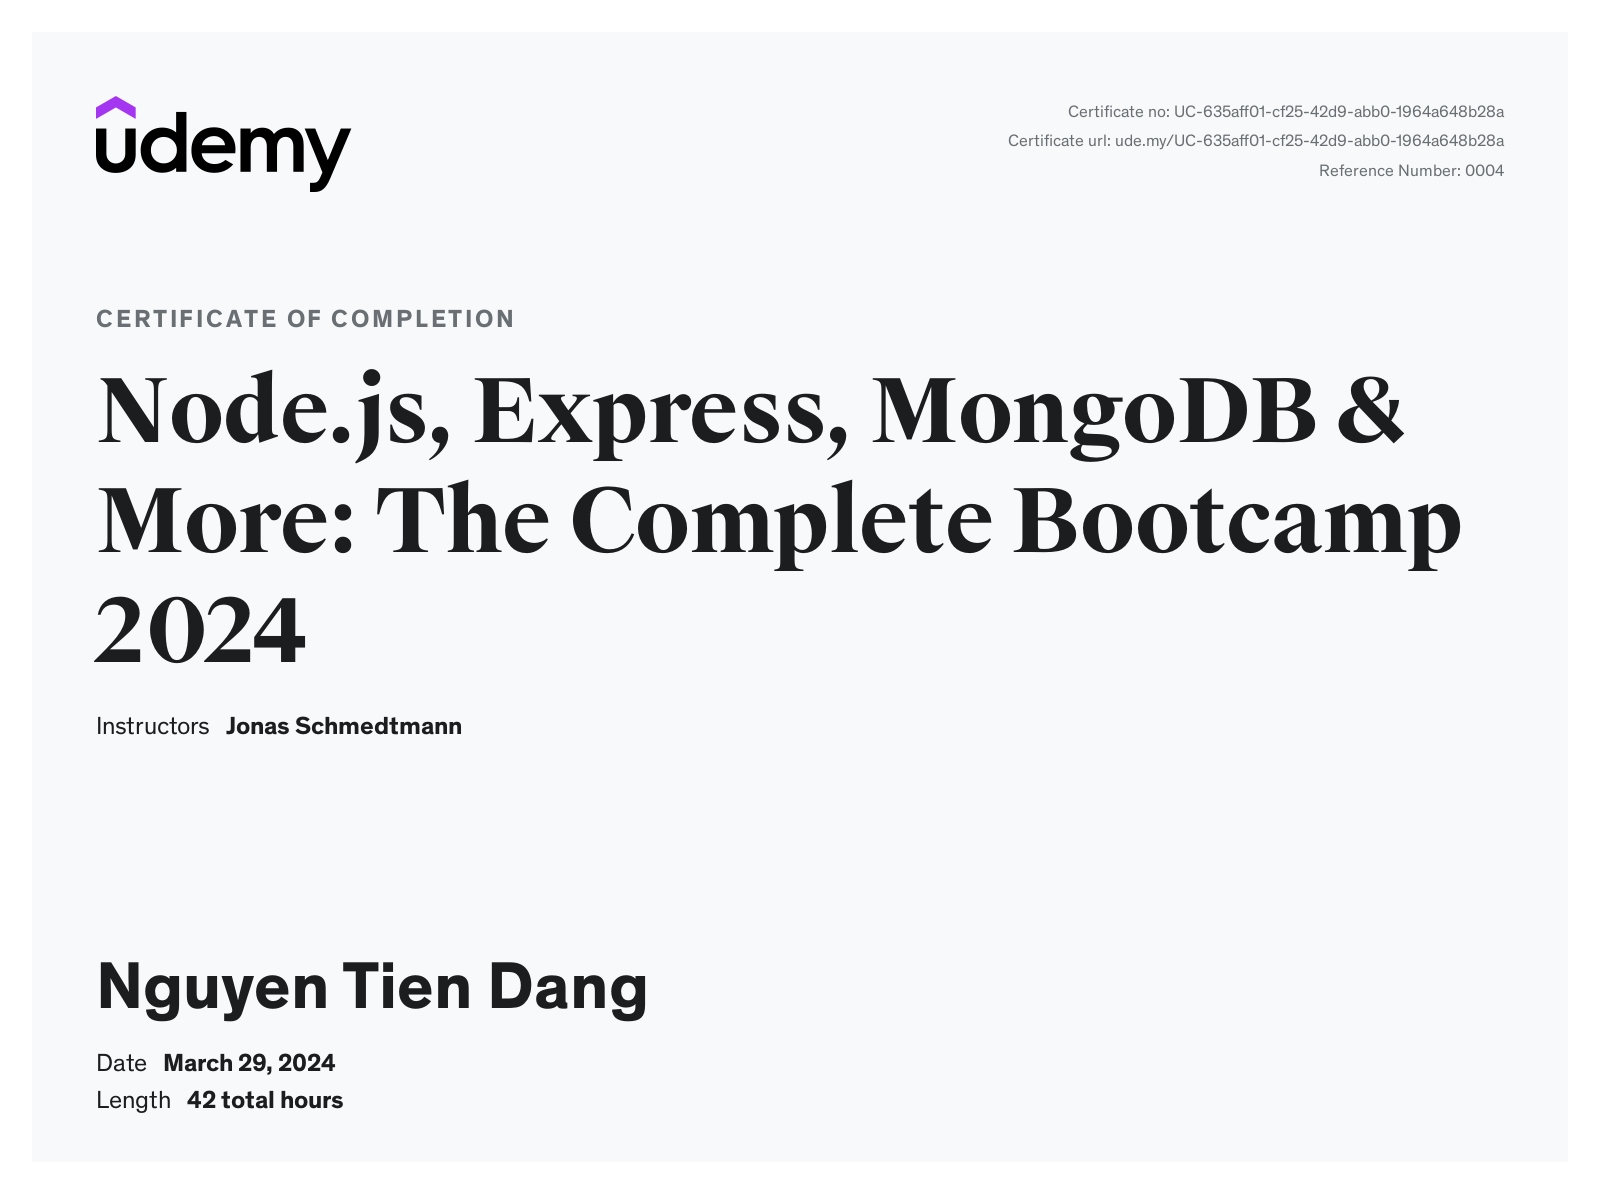 udemy
Certificate no: UC-635aff01-cf25-42d9-abb0-1964a648b28a
Certificate url: ude.my/UC-635aff01-cf25-42d9-abb0-1964a648b28a
Reference Number: 0004
CERTIFICATE OF COMPLETION
Node.js, Express, MongoDB &
More: The Complete Bootcamp
2024
Instructors Jonas Schmedtmann
Nguyen Tien Dang
Date March 29, 2024
Length 42 total hours